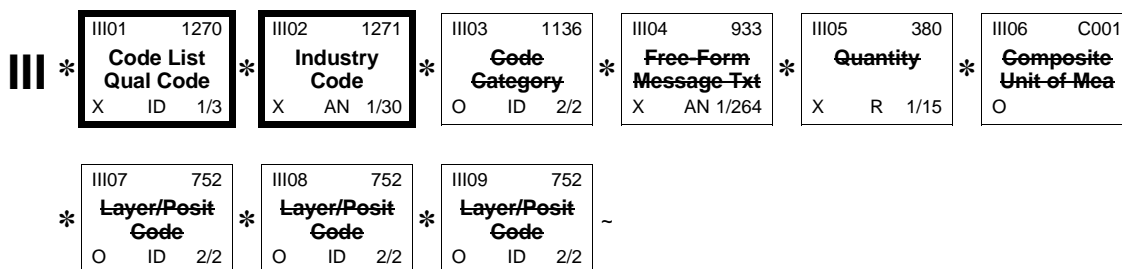 III01 1270 III02 1271 III03 1136 III04 933 III05 380 III06 C001
III * Code List * Industry * Code * Free-Form * Quantity * Composite
Qual Code Code Category Message Txt Unit of Mea
X ID 1/3 X AN 1/30 O ID 2/2 X AN 1/264 X R 1/15 O
III07 752 III08 752 III09 752
* Layer/Posit * Layer/Posit * Layer/Posit ~
Code Code Code
O ID 2/2 O ID 2/2 O ID 2/2